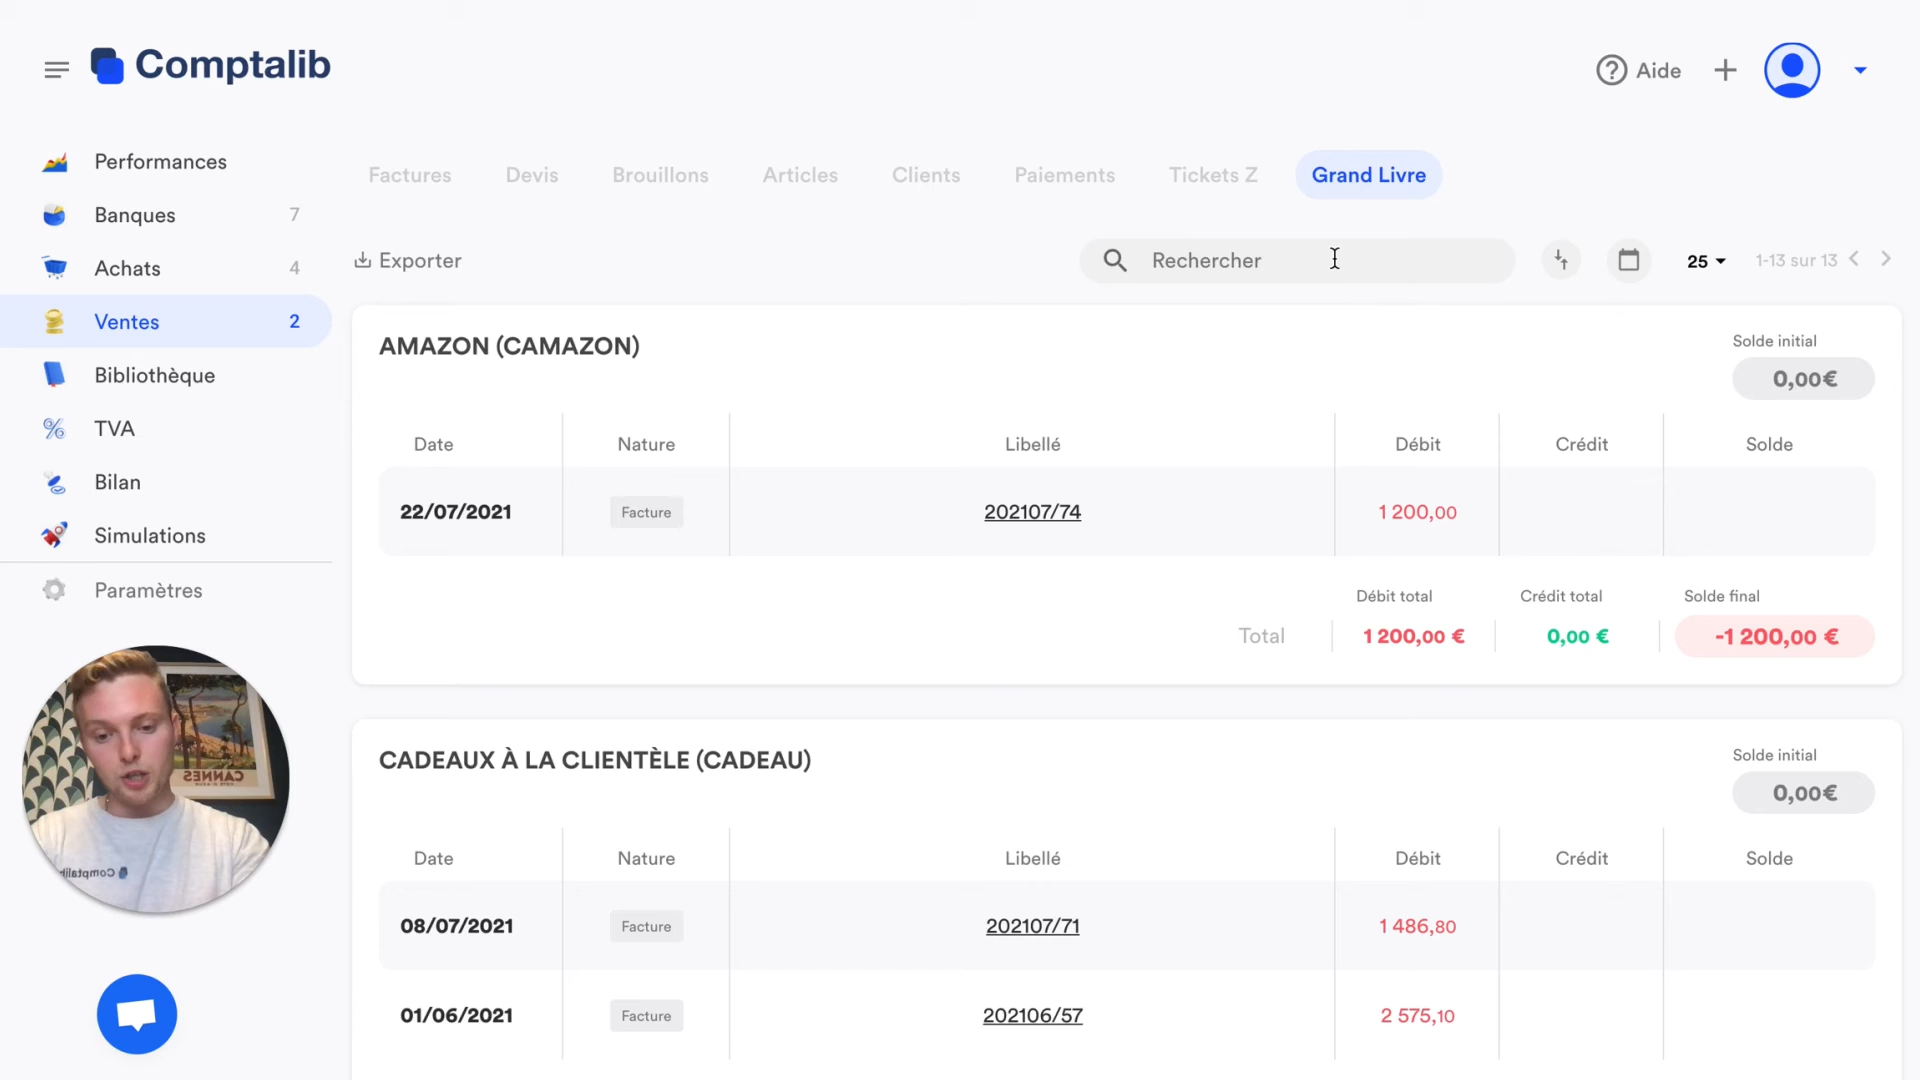 Comptalib
Aide
Performances
Banques 7
Achats 4
Ventes 2
Bibliothèque
TVA
Bilan
Simulations
Paramètres
Factures Devis Brouillons Articles Clients Paiements Tickets Z Grand Livre
Exporter Rechercher 25 1-13 sur 13
AMAZON (CAMAZON) Solde initial
0,00€
Date Nature Libellé Débit Crédit Solde
22/07/2021 Facture 202107/74 1 200,00
Débit total Crédit total Solde final
Total 1 200,00 € 0,00 € -1 200,00 €
CADEAUX À LA CLIENTÈLE (CADEAU) Solde initial
0,00€
Date Nature Libellé Débit Crédit Solde
08/07/2021 Facture 202107/71 1 486,80
01/06/2021 Facture 202106/57 2 575,10
CANNES
Comptalib